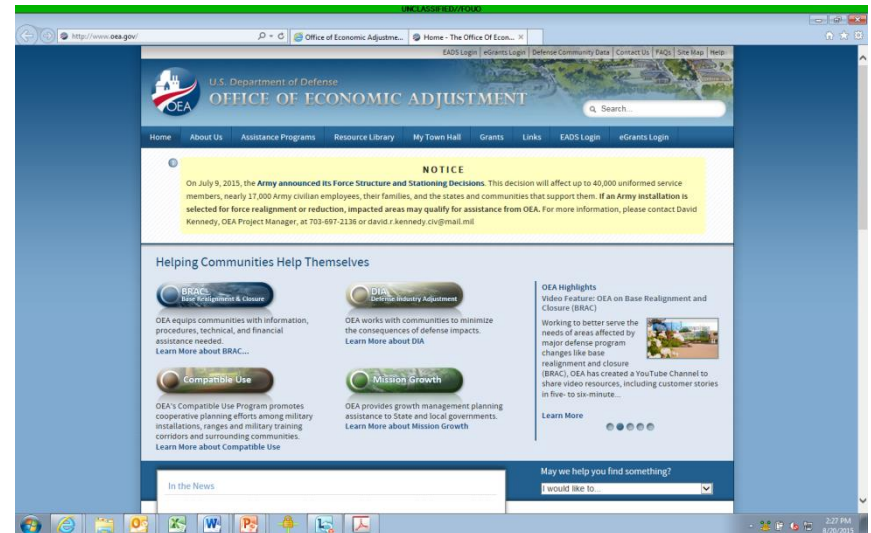 UNCLASSIFIED//FOUO
http://www.oea.gov/
Office of Economic Adjustme...
Home - The Office Of Econ...
EADS Login | eGrants Login | Defense Community Data | Contact Us | FAQs | Site Map | Help
OEA
U.S. Department of Defense
OFFICE OF ECONOMIC ADJUSTMENT
Search...
Home About Us Assistance Programs Resource Library My Town Hall Grants Links EADS Login eGrants Login
NOTICE
On July 9, 2015, the Army announced its Force Structure and Stationing Decisions. This decision will affect up to 40,000 uniformed service
members, nearly 17,000 Army civilian employees, their families, and the states and communities that support them. If an Army installation is
selected for force realignment or reduction, impacted areas may qualify for assistance from OEA. For more information, please contact David
Kennedy, OEA Project Manager, at 703-697-2136 or david.r.kennedy.civ@mail.mil
Helping Communities Help Themselves
BRAC
Base Realignment & Closure
OEA equips communities with information,
procedures, technical, and financial
assistance needed.
Learn More about BRAC...
DIA
Defense Industry Adjustment
OEA works with communities to minimize
the consequences of defense impacts.
Learn More about DIA
Compatible Use
OEA's Compatible Use Program promotes
cooperative planning efforts among military
installations, ranges and military training
corridors and surrounding communities.
Learn More about Compatible Use
Mission Growth
OEA provides growth management planning
assistance to State and local governments.
Learn More about Mission Growth
OEA Highlights
Video Feature: OEA on Base Realignment and
Closure (BRAC)
Working to better serve the
needs of areas affected by
major defense program
changes like base
realignment and closure
(BRAC), OEA has created a YouTube Channel to
share video resources, including customer stories
in five- to six-minute...
Learn More
In the News
May we help you find something?
I would like to...
2:27 PM
8/20/2015